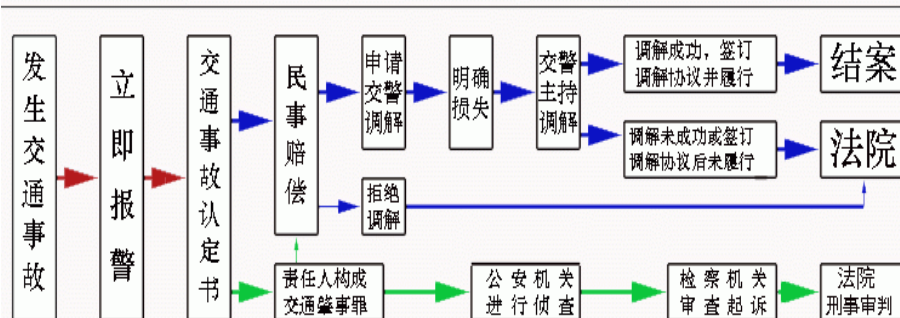 发生交通事故
立即报警
交通事故认定书
民事赔偿
申请
交警
调解
明确
损失
交警
主持
调解
调解成功，签订
调解协议并履行
结案
调解未成功或签订
调解协议后未履行
法院
拒绝
调解
责任人构成
交通肇事罪
公安机关
进行侦查
检察机关
审查起诉
法院
刑事审判